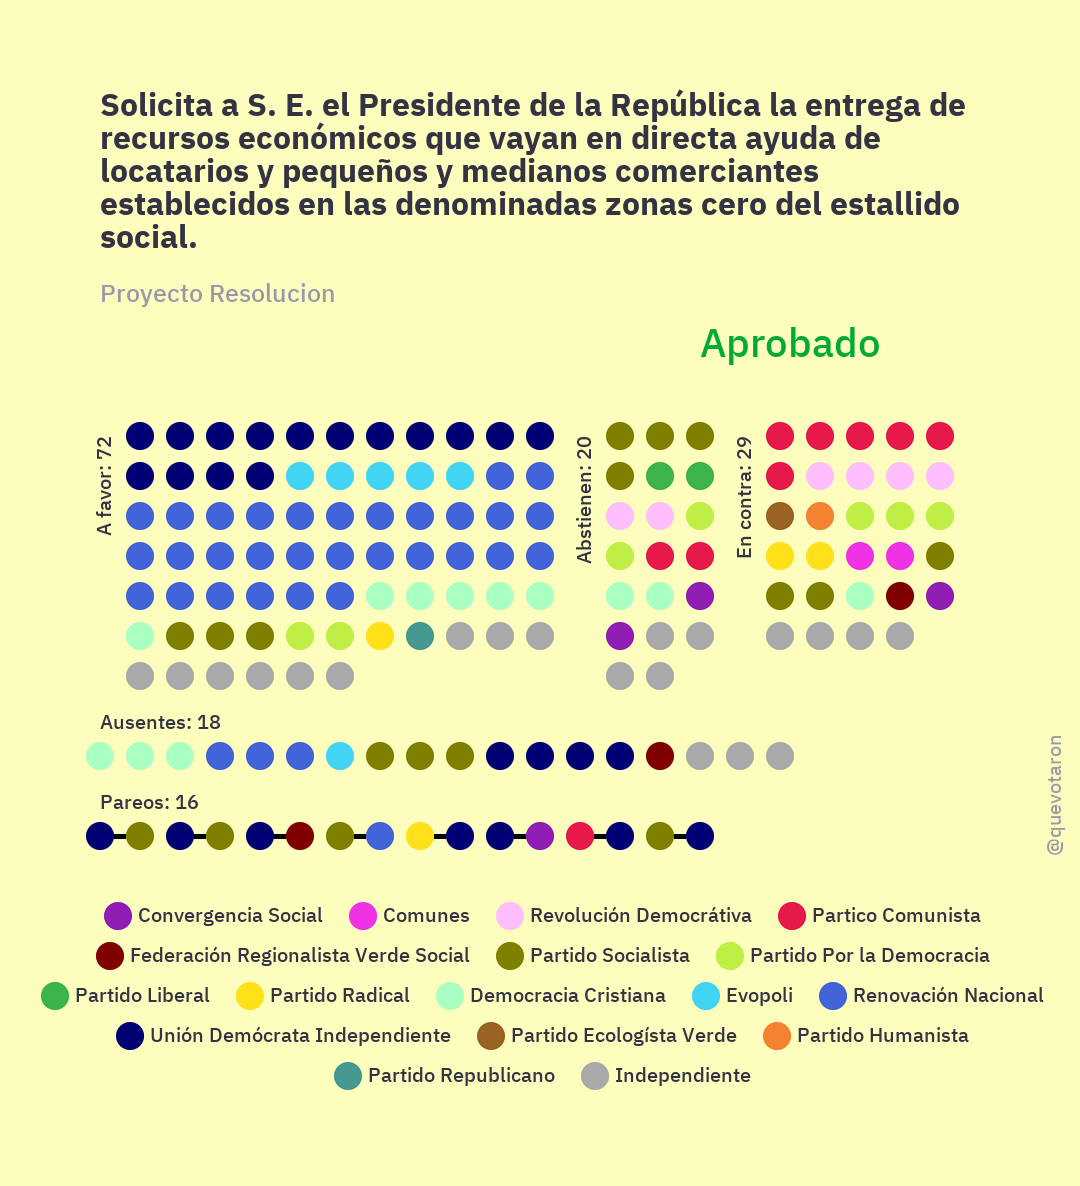 Solicita a S. E. el Presidente de la República la entrega de
recursos económicos que vayan en directa ayuda de
locatarios y pequeños y medianos comerciantes
establecidos en las denominadas zonas cero del estallido
social.
Proyecto Resolucion
Aprobado
A favor: 72
Abstienen: 20
En contra: 29
Ausentes: 18
Pareos: 16
@quevotaron
Convergencia Social
Comunes
Revolución Democrátiva
Partico Comunista
Federación Regionalista Verde Social
Partido Socialista
Partido Por la Democracia
Partido Liberal
Partido Radical
Democracia Cristiana
Evopoli
Renovación Nacional
Unión Demócrata Independiente
Partido Ecologísta Verde
Partido Humanista
Partido Republicano
Independiente